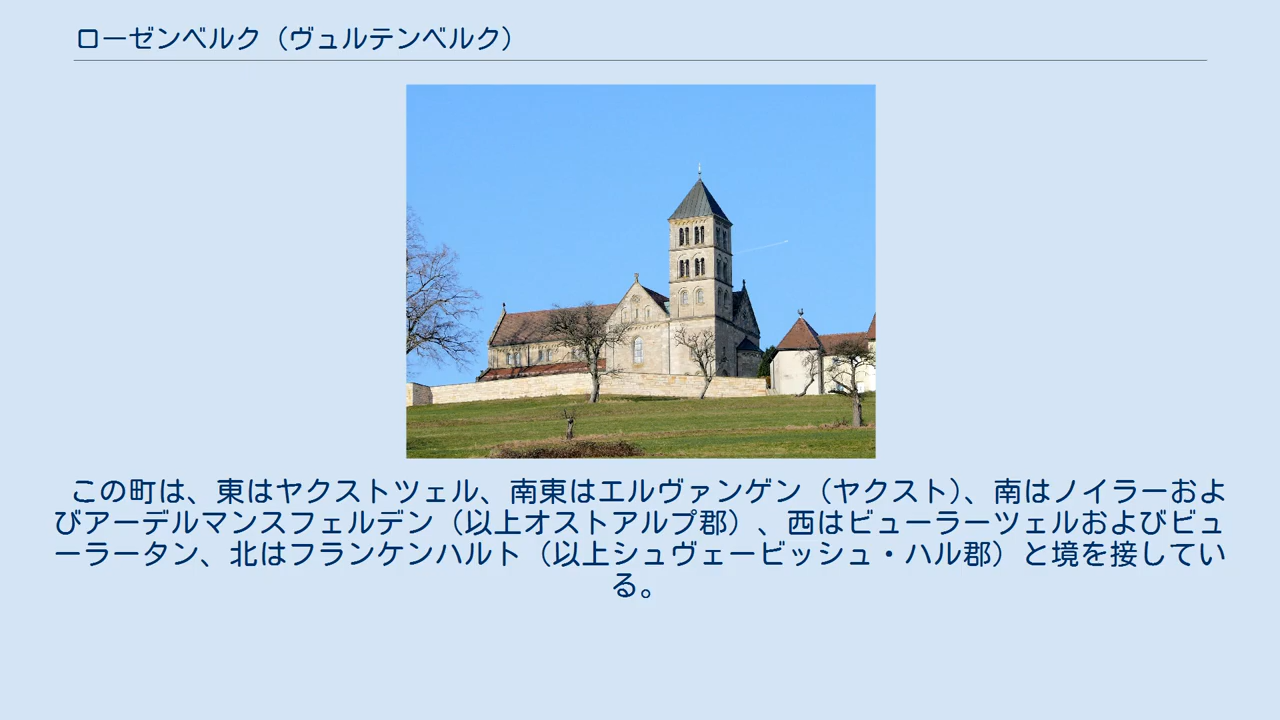 ローゼンベルク（ヴュルテンベルク）
この町は、東はヤクストツェル、南東はエルヴァンゲン（ヤクスト）、南はノイラーおよ
びアーデルマンスフェルデン（以上オストアルプ郡）、西はビューラーツェルおよびビュ
ーラータン、北はフランケンハルト（以上シュヴェービッシュ・ハル郡）と境を接してい
る。